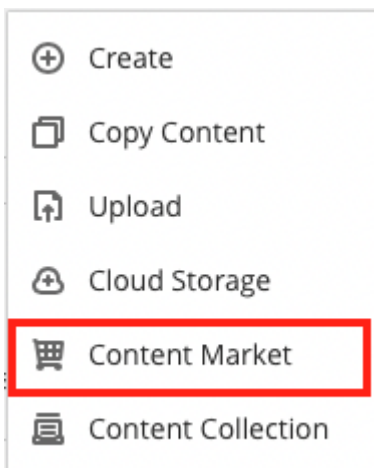 Create
Copy Content
Upload
Cloud Storage
Content Market
Content Collection